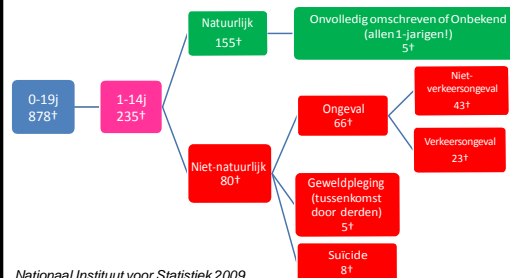 0-19j
878†
1-14j
235†
Natuurlijk
155†
Onvolledig omschreven of Onbekend
(allen 1-jarigen!)
5†
Niet-natuurlijk
80†
Ongeval
66†
Niet-
verkeersongeval
43†
Verkeersongeval
23†
Geweldpleging
(tussenkomst
door derden)
5†
Suïcide
8†
Nationaal Instituut voor Statistiek 2009